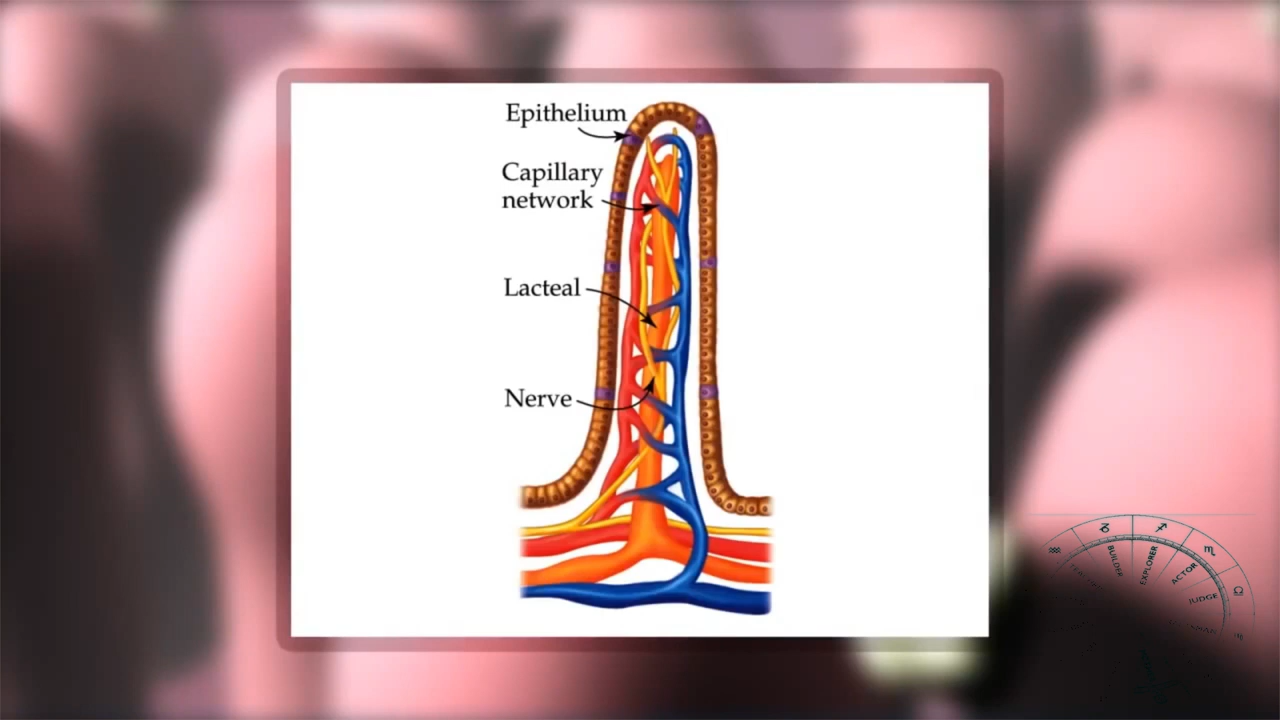 Epithelium
Capillary
network
Lacteal
Nerve
BUILDER
EXPLORER
ACTOR
JUDGE